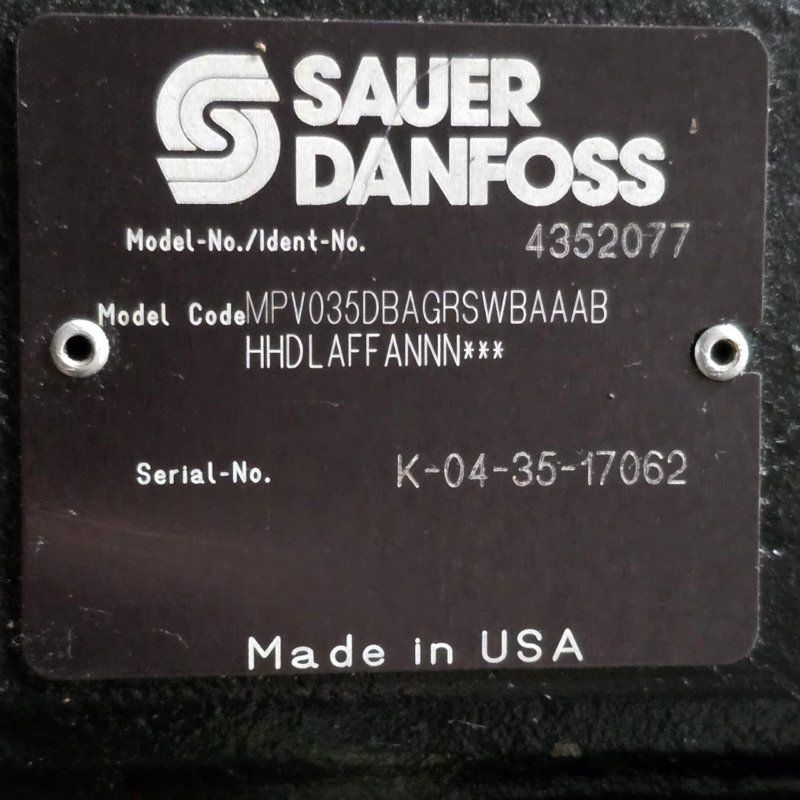 SAUER
DANFOSS
Model-No./Ident-No. 4352077
Model Code MPV035DBAGRSWBAAAB
HHDLAFFANNN***
Serial-No. K-04-35-17062
Made in USA